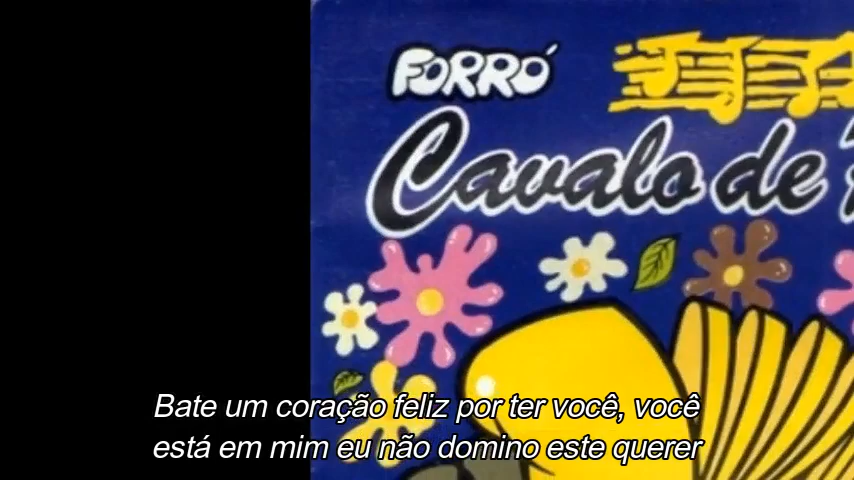 FORRÓ
Cavalo de
Bate um coração feliz por ter você, você
está em mim eu não domino este querer